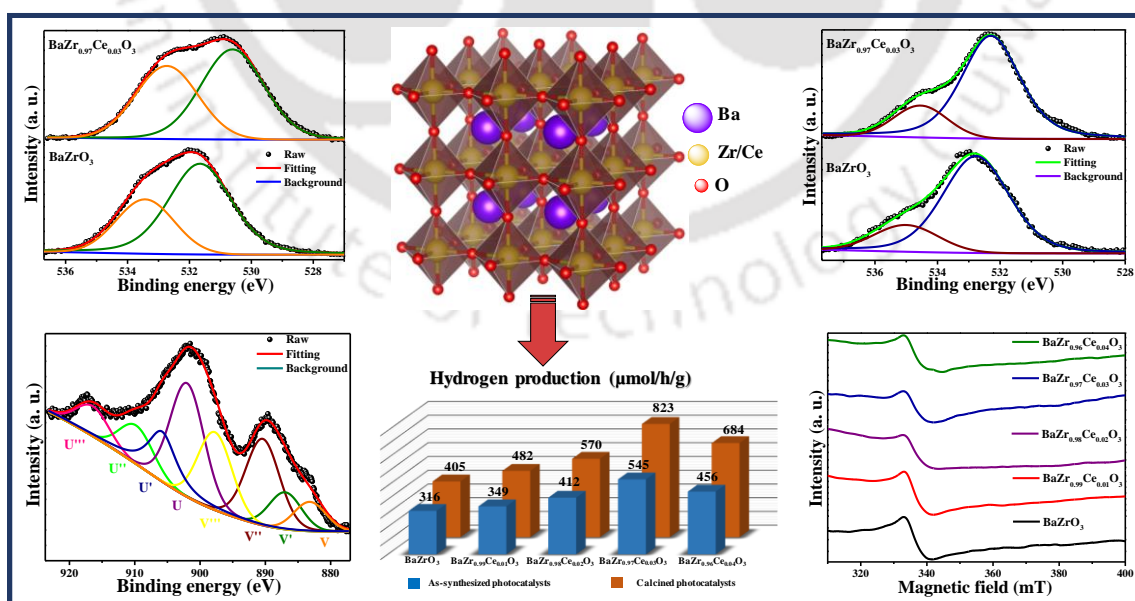 BaZr0.97Ce0.03O3
BaZrO3
Raw
Fitting
Background
Intensity (a. u.)
536 534 532 530 528
Binding energy (eV)
Ba
Zr/Ce
O
BaZr0.97Ce0.03O3
BaZrO3
Raw
Fitting
Background
Intensity (a. u.)
536 534 532 530 528
Binding energy (eV)
Raw
Fitting
Background
Intensity (a. u.)
U''' U'' U' U V''' V'' V' V
920 910 900 890 880
Binding energy (eV)
Hydrogen production (µmol/h/g)
405 482 570 823 684
316 349 412 545 456
BaZrO3 BaZr0.99Ce0.01O3 BaZr0.98Ce0.02O3 BaZr0.97Ce0.03O3 BaZr0.96Ce0.04O3
As-synthesized photocatalysts Calcined photocatalysts
BaZr0.96Ce0.04O3
BaZr0.97Ce0.03O3
BaZr0.98Ce0.02O3
BaZr0.99Ce0.01O3
BaZrO3
Intensity (a. u.)
320 340 360 380 400
Magnetic field (mT)